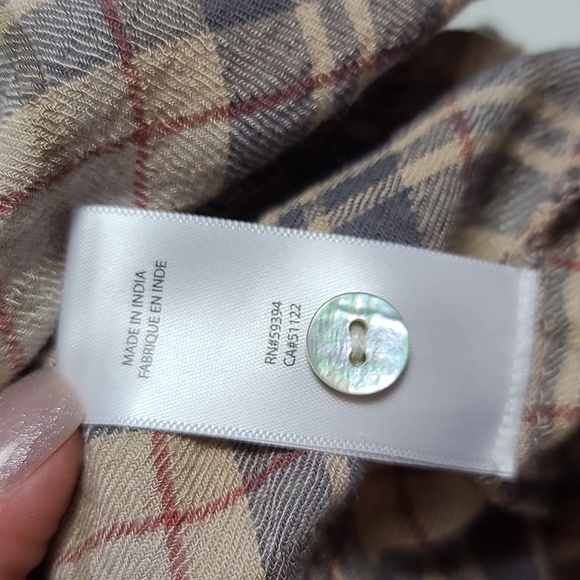 MADE IN INDIA
FABRIQUE EN INDE
RN#59394
CA#51122